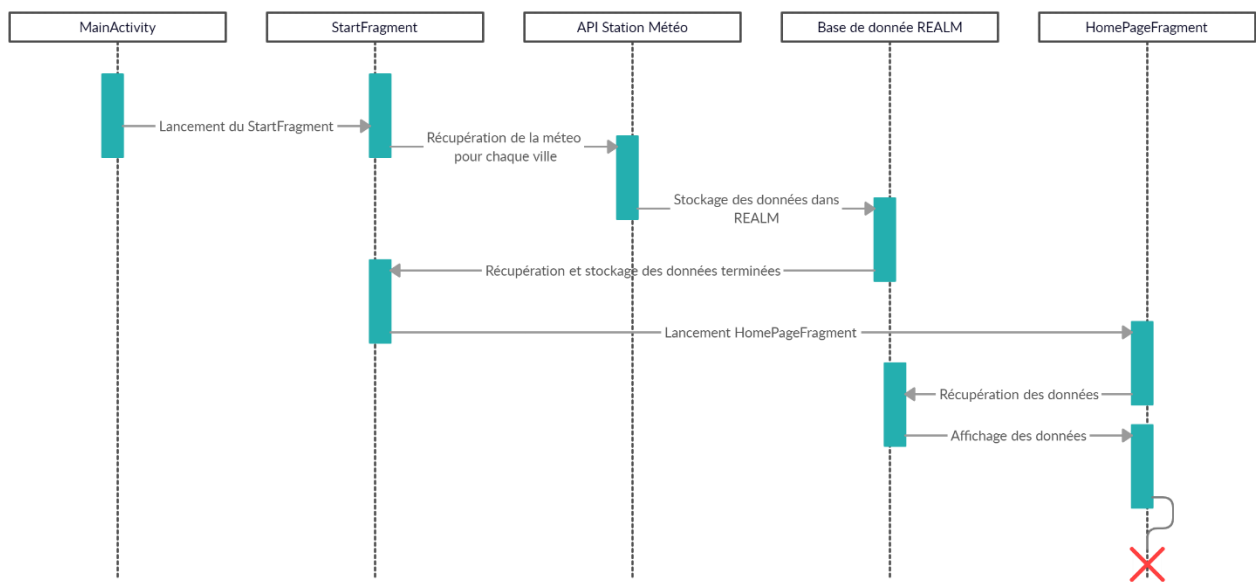 MainActivity
StartFragment
API Station Météo
Base de donnée REALM
HomePageFragment
Lancement du StartFragment
Récupération de la méteo
pour chaque ville
Stockage des données dans
REALM
Récupération et stockage des données terminées
Lancement HomePageFragment
Récupération des données
Affichage des données